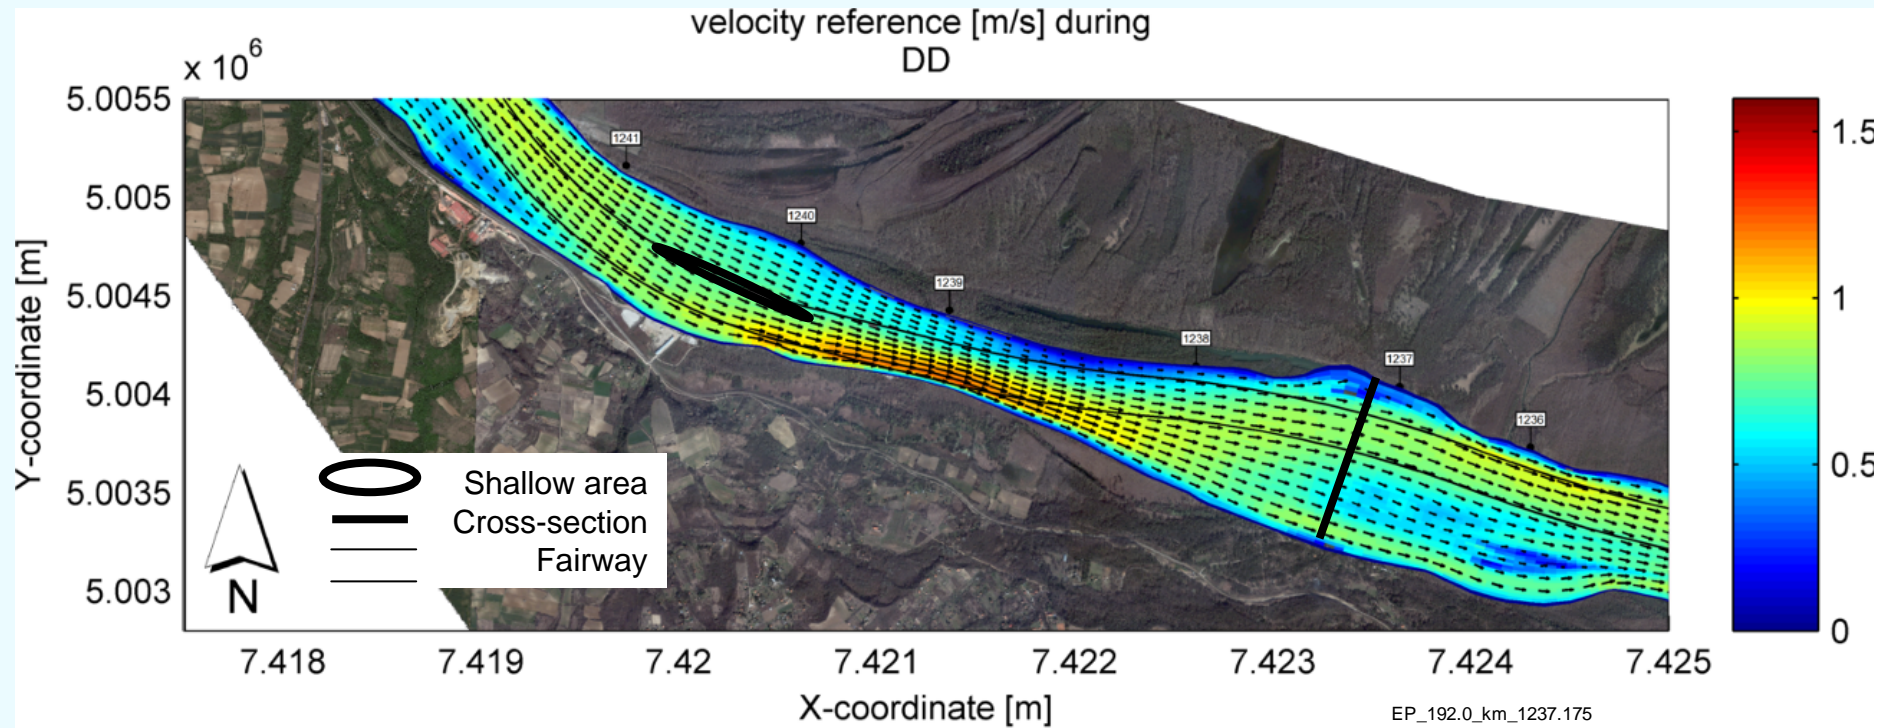 velocity reference [m/s] during
DD
x 10^6
5.0055
5.005
5.0045
5.004
5.0035
5.003
Y-coordinate [m]
1241
1240
1239
1238
1237
1236
Shallow area
Cross-section
Fairway
N
7.418
7.419
7.42
7.421
7.422
7.423
7.424
7.425
X-coordinate [m]
1.5
1
0.5
0
EP_192.0_km_1237.175